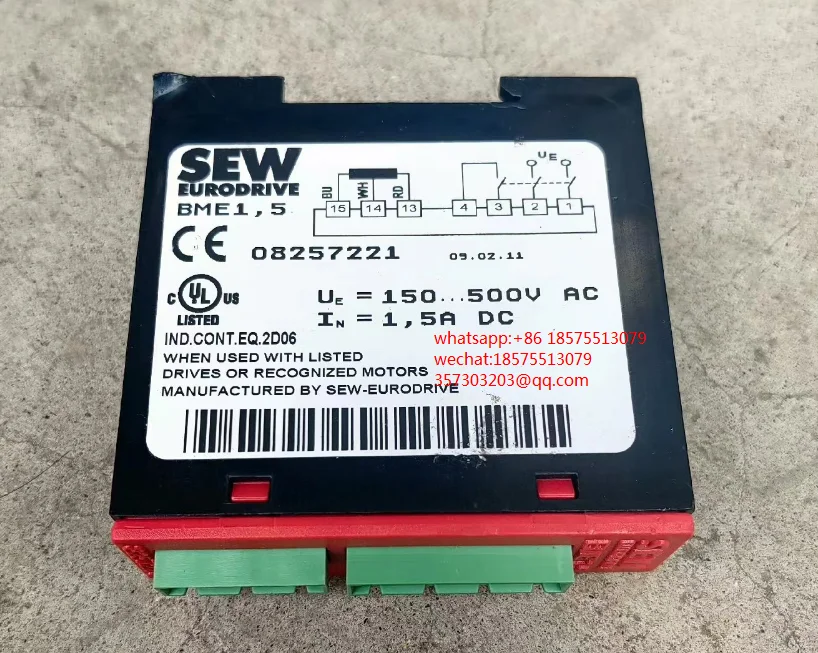 SEW
EURODRIVE
BME1,5
BU
WH
RD
UE
15
14
13
4
3
2
1
CE
08257221
09.02.11
C UL US
LISTED
UE = 150...500V AC
IN = 1,5A DC
IND.CONT.EQ.2D06
WHEN USED WITH LISTED
DRIVES OR RECOGNIZED MOTORS
MANUFACTURED BY SEW-EURODRIVE
whatsapp:+86 18575513079
wechat:18575513079
357303203@qq.com